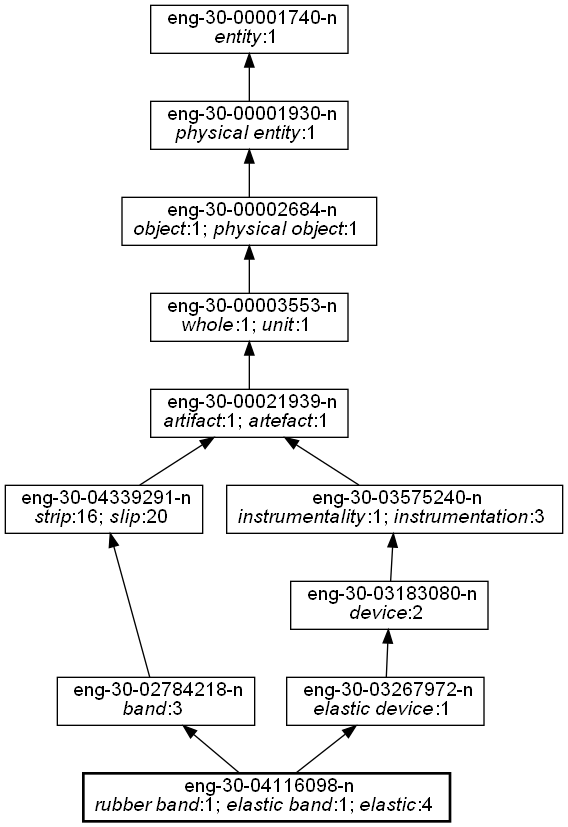 eng-30-00001740-n
entity:1
eng-30-00001930-n
physical entity:1
eng-30-00002684-n
object:1; physical object:1
eng-30-00003553-n
whole:1; unit:1
eng-30-00021939-n
artifact:1; artefact:1
eng-30-04339291-n
strip:16; slip:20
eng-30-03575240-n
instrumentality:1; instrumentation:3
eng-30-03183080-n
device:2
eng-30-02784218-n
band:3
eng-30-03267972-n
elastic device:1
eng-30-04116098-n
rubber band:1; elastic band:1; elastic:4